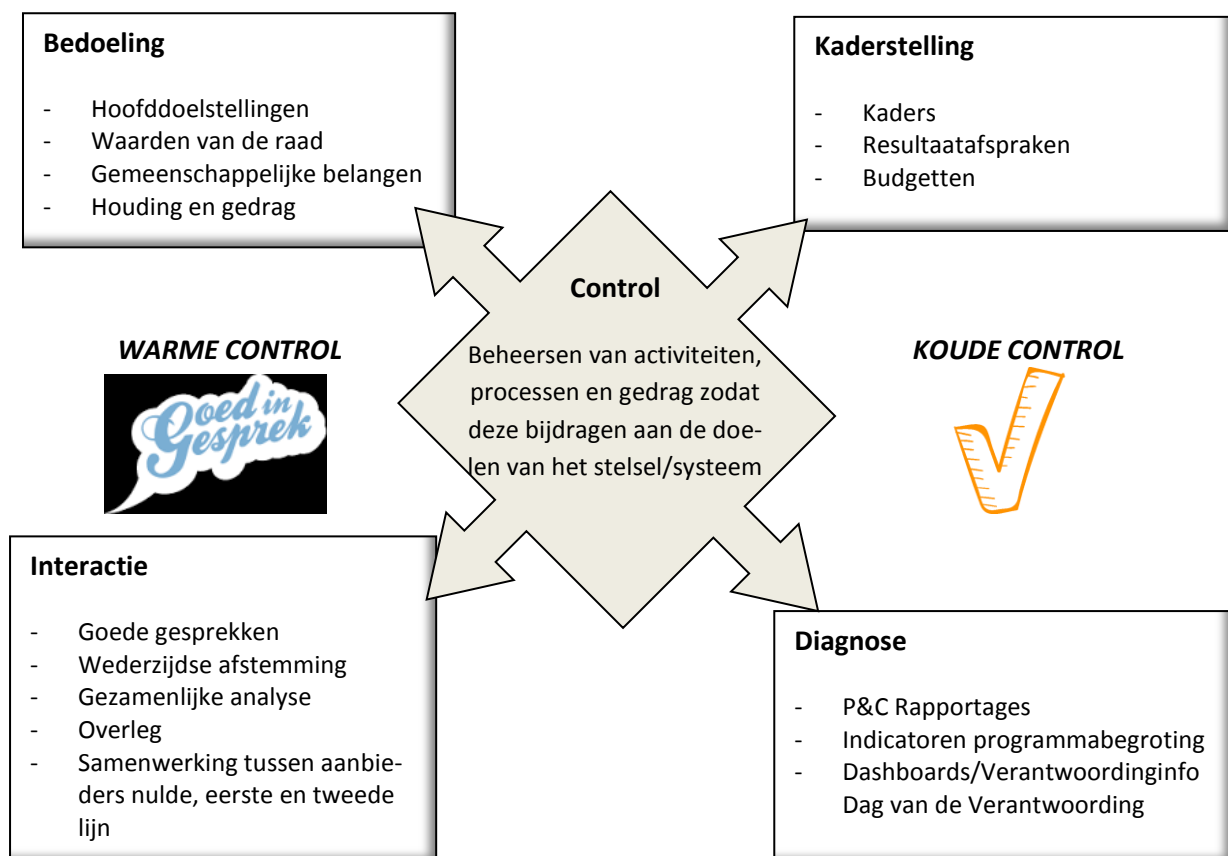 Bedoeling
- Hoofddoelstellingen
- Waarden van de raad
- Gemeenschappelijke belangen
- Houding en gedrag
Kaderstelling
- Kaders
- Resultaatafspraken
- Budgetten
Control
Beheersen van activiteiten,
processen en gedrag zodat
deze bijdragen aan de doe-
len van het stelsel/systeem
WARME CONTROL
Goed in
Gesprek
KOUDE CONTROL
Interactie
- Goede gesprekken
- Wederzijdse afstemming
- Gezamenlijke analyse
- Overleg
- Samenwerking tussen aanbie-
ders nulde, eerste en tweede
lijn
Diagnose
- P&C Rapportages
- Indicatoren programmabegroting
- Dashboards/Verantwoordinginfo
Dag van de Verantwoording